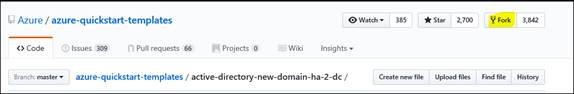 Azure / azure-quickstart-templates Watch 385 Star 2,700 Fork 3,842
Code Issues 309 Pull requests 66 Projects 0 Wiki Insights
Branch: master azure-quickstart-templates / active-directory-new-domain-ha-2-dc / Create new file Upload files Find file History